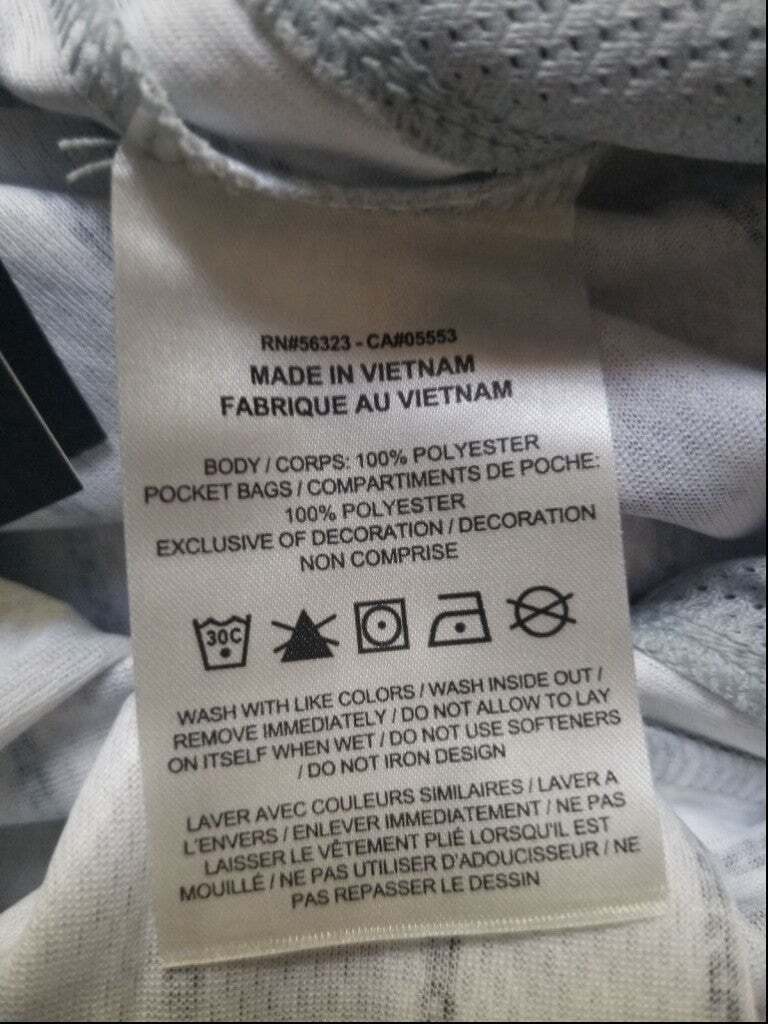 RN#56323 - CA#05553
MADE IN VIETNAM
FABRIQUE AU VIETNAM
BODY / CORPS: 100% POLYESTER
POCKET BAGS / COMPARTIMENTS DE POCHE:
100% POLYESTER
EXCLUSIVE OF DECORATION / DECORATION
NON COMPRISE
30C
WASH WITH LIKE COLORS / WASH INSIDE OUT /
REMOVE IMMEDIATELY / DO NOT ALLOW TO LAY
ON ITSELF WHEN WET / DO NOT USE SOFTENERS
/ DO NOT IRON DESIGN
LAVER AVEC COULEURS SIMILAIRES / LAVER A
L'ENVERS / ENLEVER IMMEDIATEMENT / NE PAS
LAISSER LE VÊTEMENT PLIÉ LORSQU'IL EST
MOUILLÉ / NE PAS UTILISER D'ADOUCISSEUR / NE
PAS REPASSER LE DESSIN